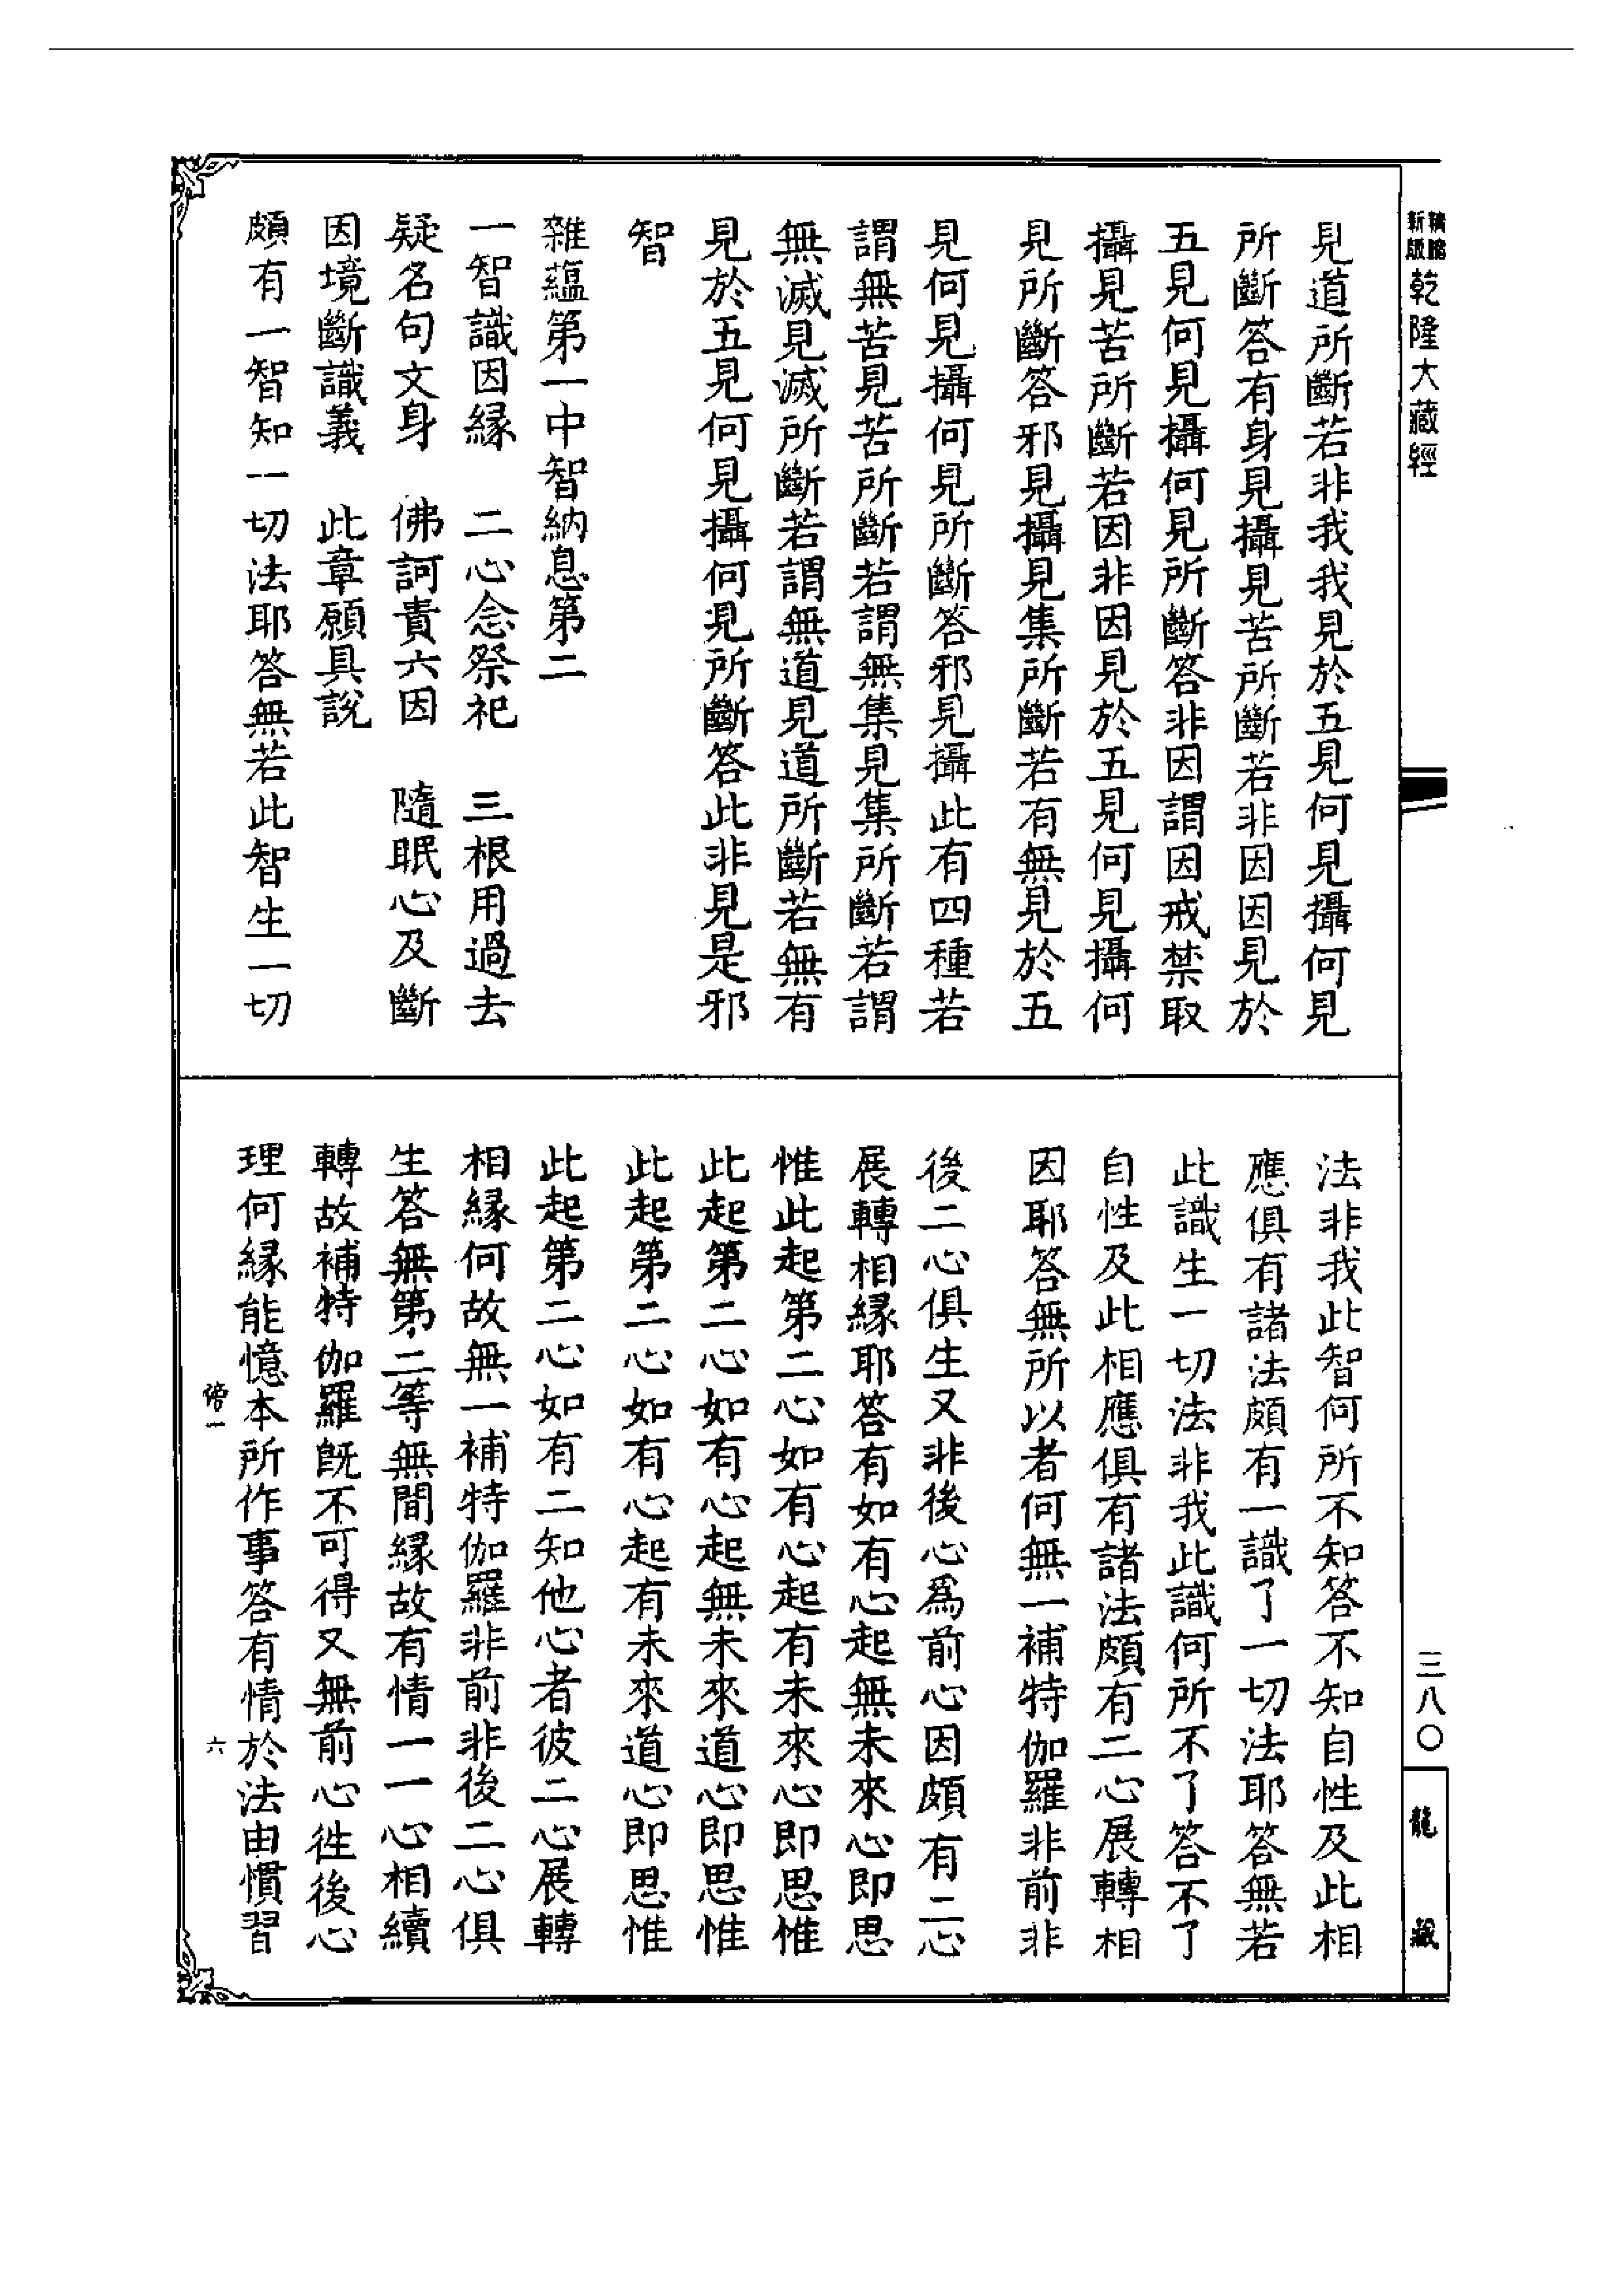 新版
精縮
乾隆大藏經
見道所斷若非我我見於五見何見攝何見
所斷答有身見攝見苦所斷若非因因見於
五見何見攝何見所斷答非因謂因戒禁取
攝見苦所斷若因非因見於五見何見攝何
見所斷答邪見攝見集所斷若有無見於五
見何見攝何見所斷答邪見攝此有四種若
謂無苦見苦所斷若謂無集見集所斷若謂
無滅見滅所斷若謂無道見道所斷若無有
見於五見何見攝何見所斷答此非見是邪
智
雜蘊第一中智納息第二
一智識因緣 二心念祭祀 三根用過去
疑名句文身 佛訶責六因 隨眠心及斷
因境斷識義 此章願具說
頗有一智知一切法耶答無若此智生一切
法非我此智何所不知答不知自性及此相
應俱有諸法頗有一識了一切法耶答無若
此識生一切法非我此識何所不了答不了
自性及此相應俱有諸法頗有二心展轉相
因耶答無所以者何無一補特伽羅非前非
後二心俱生又非後心為前心因頗有二心
展轉相緣耶答有如有心起無未來心即思
惟此起第二心如有心起有未來心即思惟
此起第二心如有心起無未來道心即思惟
此起第二心如有心起有未來道心即思惟
此起第二心如有二知他心者彼二心展轉
相緣何故無一補特伽羅非前非後二心俱
生答無第二等無間緣故有情一一心相續
轉故補特伽羅既不可得又無前心往後心
理何緣能憶本所作事答有情於法由慣習
三八〇
龍藏
六